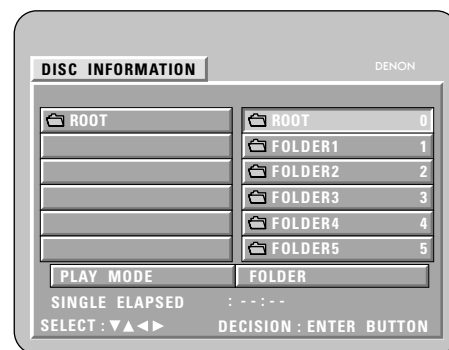 DISC INFORMATION DENON
ROOT ROOT 0
FOLDER1 1
FOLDER2 2
FOLDER3 3
FOLDER4 4
FOLDER5 5
PLAY MODE FOLDER
SINGLE ELAPSED : - - : - -
SELECT : ▼▲◄► DECISION : ENTER BUTTON